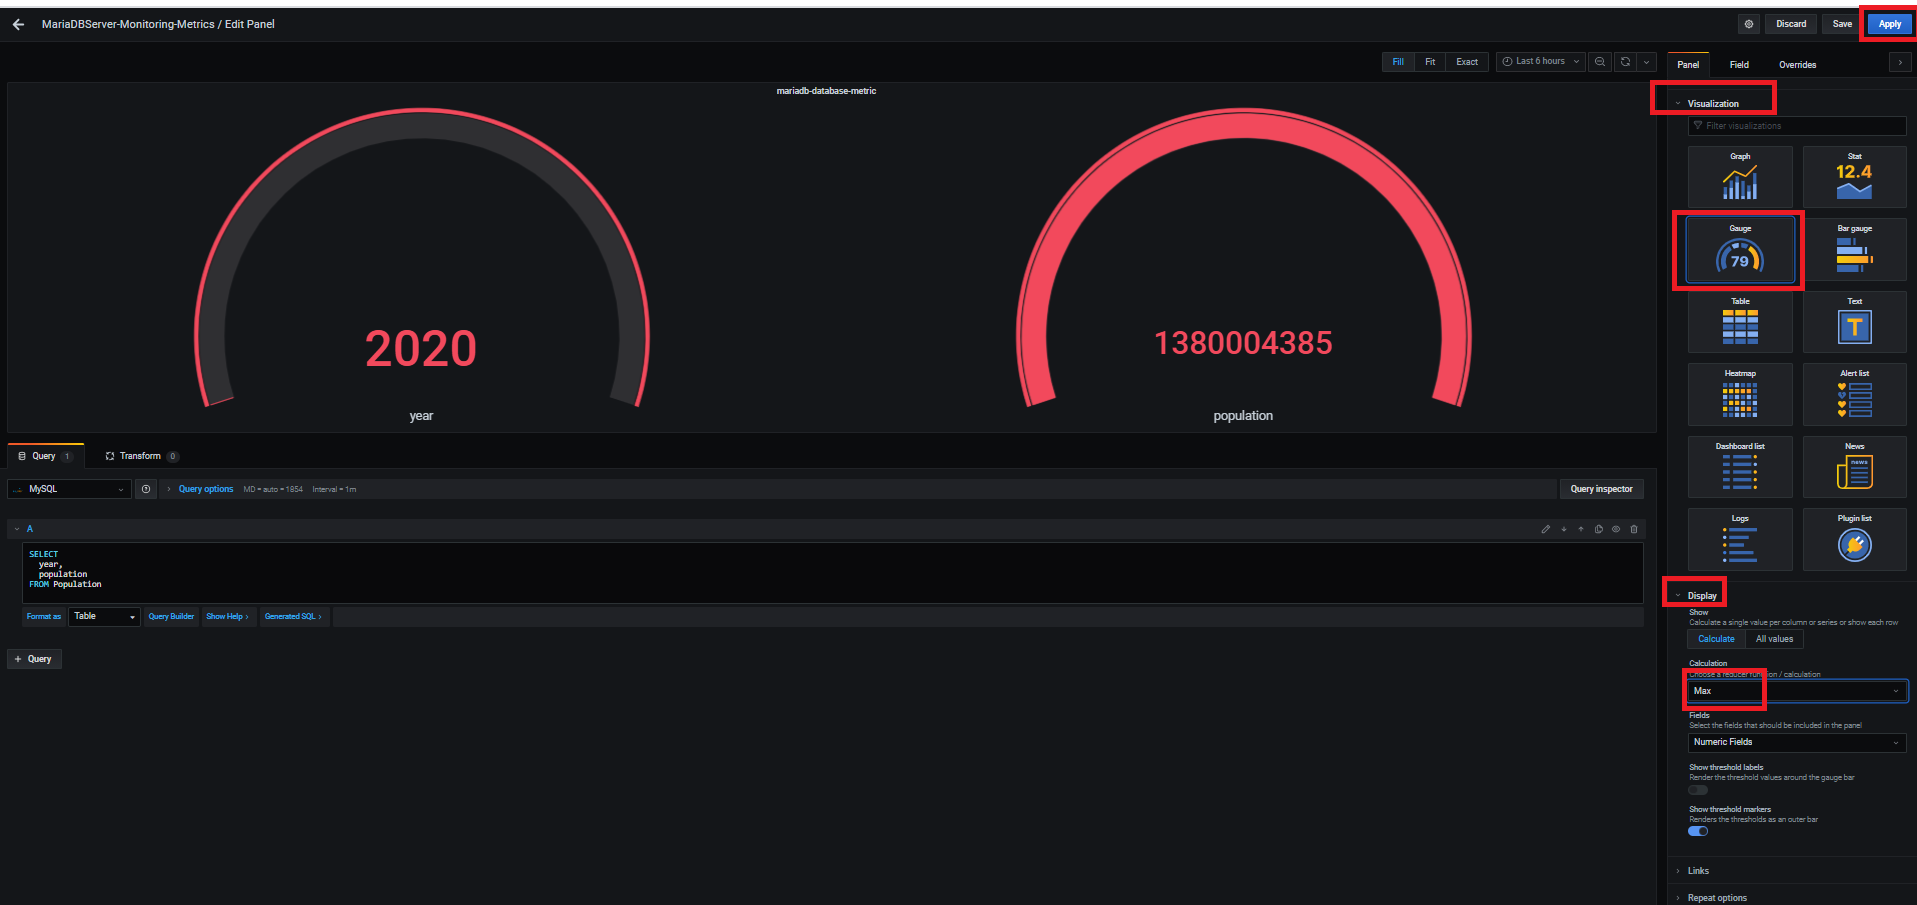 MariaDBServer-Monitoring-Metrics / Edit Panel
Discard
Save
Apply
Fill
Fit
Exact
Last 6 hours
Panel
Field
Overrides
mariadb-database-metric
2020
year
1380004385
population
Visualization
Filter visualizations
Graph
Stat
12.4
Gauge
79
Bar gauge
Table
Text
T
Heatmap
Alert list
Dashboard list
News
news
Logs
Plugin list
Query 1
Transform 0
MySQL
Query options MD = auto = 1854 Interval = 1m
Query inspector
A
SELECT
year,
population
FROM Population
Format as
Table
Query Builder
Show Help >
Generated SQL >
+ Query
Display
Show
Calculate a single value per column or series or show each row
Calculate
All values
Calculation
Choose a reducer function / calculation
Max
Fields
Select the fields that should be included in the panel
Numeric Fields
Show threshold labels
Render the threshold values around the gauge bar
Show threshold markers
Renders the thresholds as an outer bar
Links
Repeat options